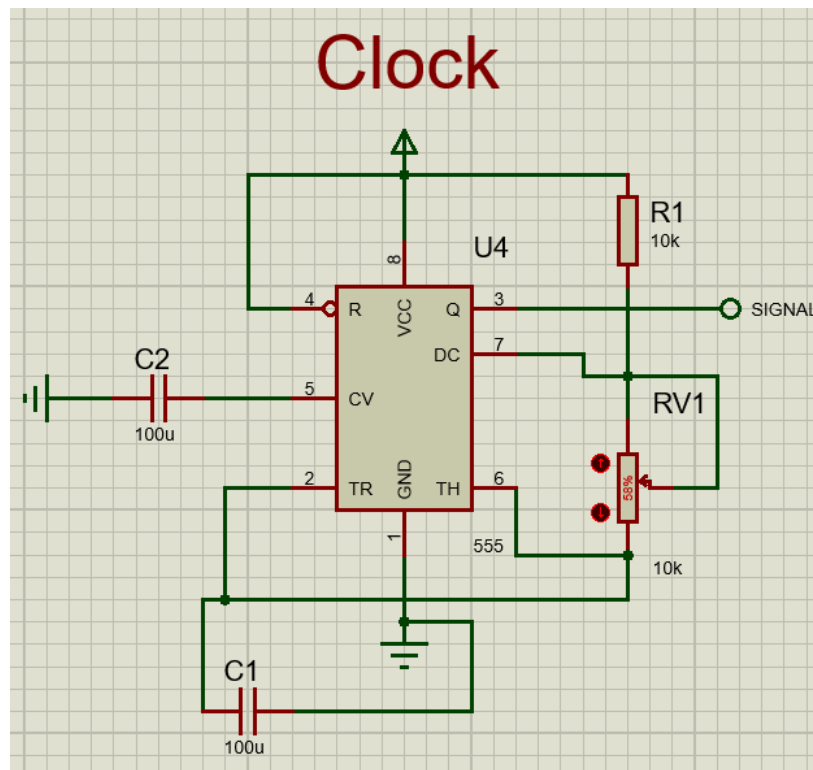 Clock
R1
10k
U4
8
4
R
VCC
Q
3
SIGNAL
7
DC
C2
100u
5
CV
RV1
2
TR
GND
TH
6
58%
1
555
10k
C1
100u